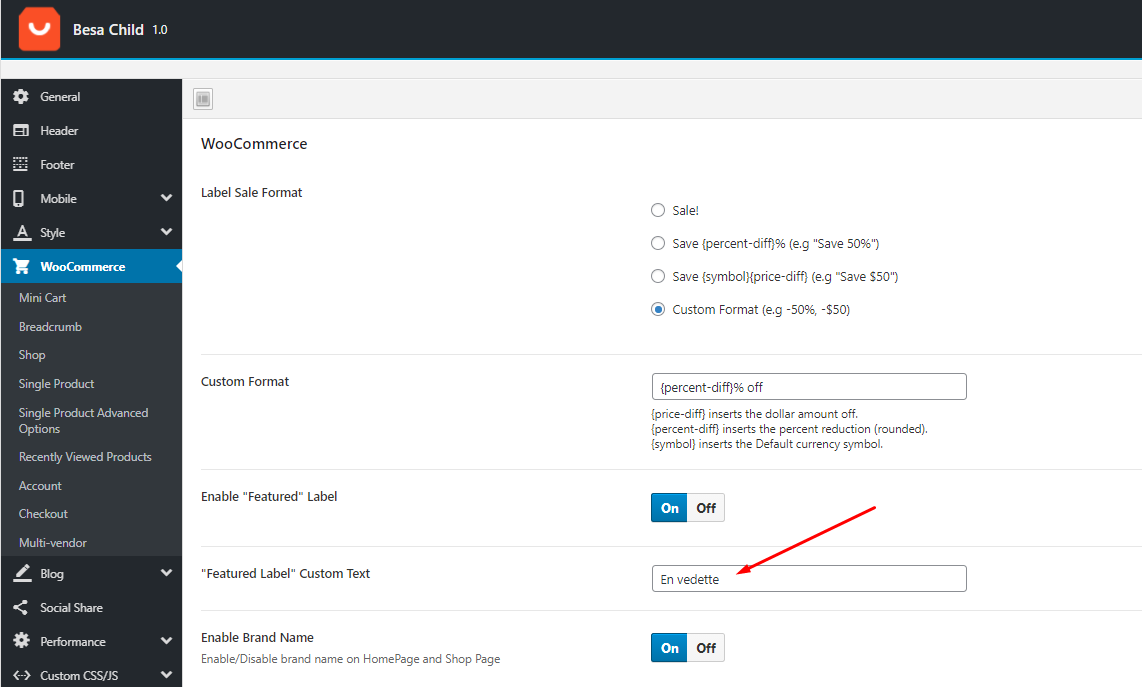 Besa Child 1.0
General
Header
Footer
Mobile
Style
WooCommerce
Mini Cart
Breadcrumb
Shop
Single Product
Single Product Advanced
Options
Recently Viewed Products
Account
Checkout
Multi-vendor
Blog
Social Share
Performance
Custom CSS/JS
WooCommerce
Label Sale Format
Sale!
Save {percent-diff}% (e.g "Save 50%")
Save {symbol}{price-diff} (e.g "Save $50")
Custom Format (e.g -50%, -$50)
Custom Format
{percent-diff}% off
{price-diff} inserts the dollar amount off.
{percent-diff} inserts the percent reduction (rounded).
{symbol} inserts the Default currency symbol.
Enable "Featured" Label
On Off
"Featured Label" Custom Text
En vedette
Enable Brand Name
Enable/Disable brand name on HomePage and Shop Page
On Off